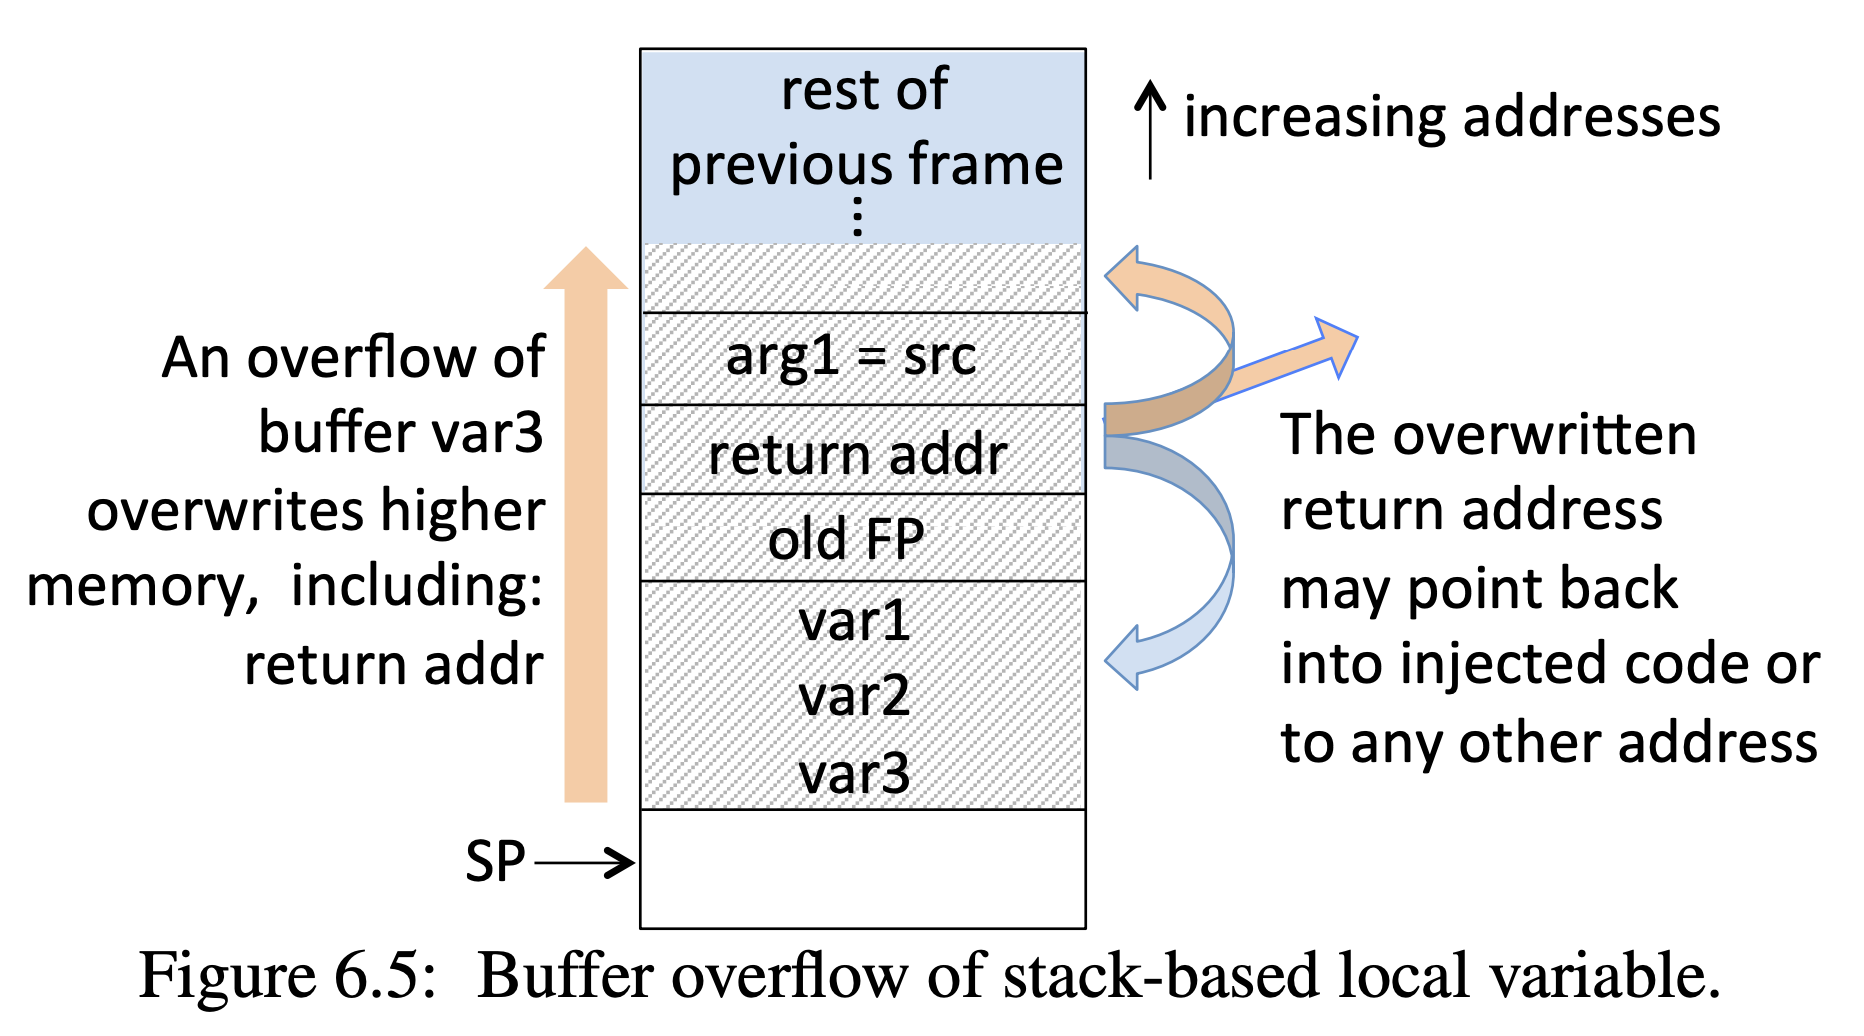 rest of
previous frame
⋮
increasing addresses
An overflow of
buffer var3
overwrites higher
memory, including:
return addr
arg1 = src
return addr
old FP
var1
var2
var3
The overwritten
return address
may point back
into injected code or
to any other address
SP
Figure 6.5: Buffer overflow of stack-based local variable.